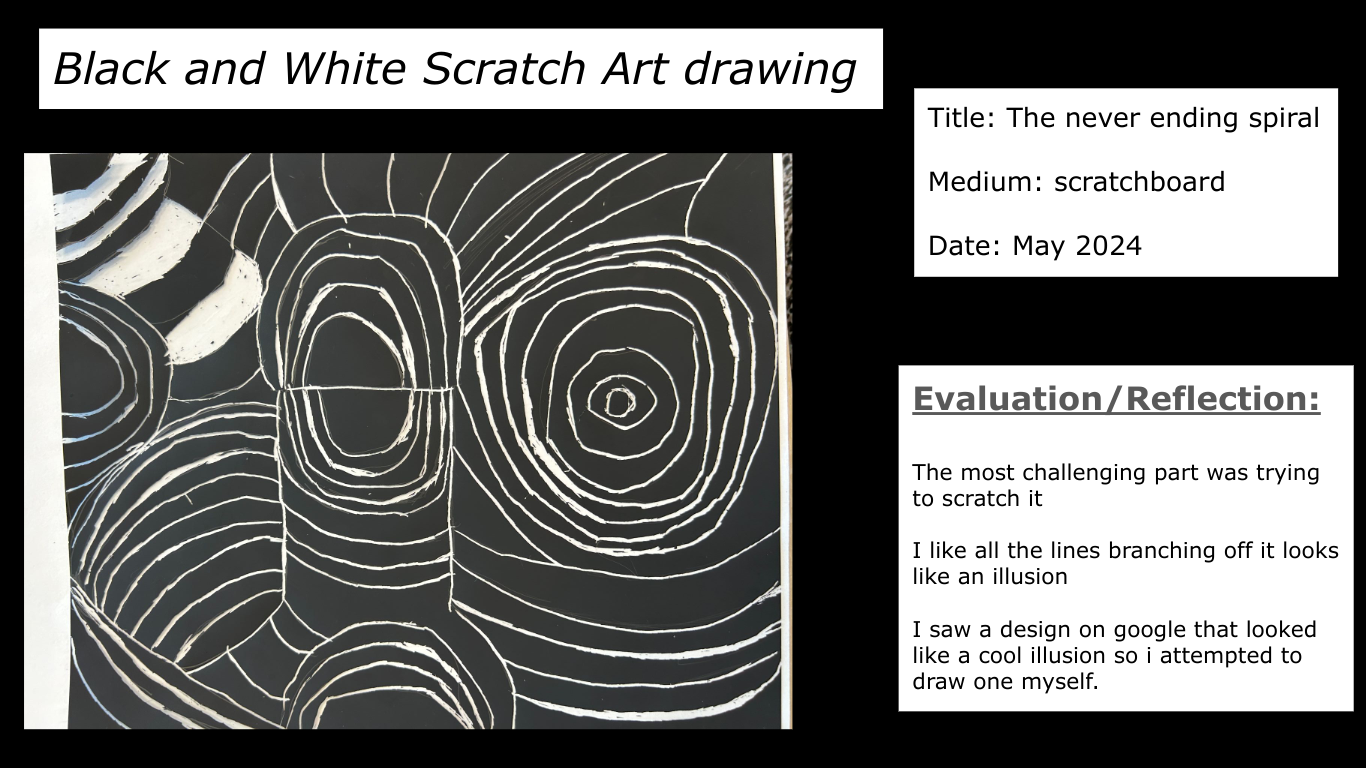 Black and White Scratch Art drawing
Title: The never ending spiral
Medium: scratchboard
Date: May 2024
Evaluation/Reflection:
The most challenging part was trying
to scratch it
I like all the lines branching off it looks
like an illusion
I saw a design on google that looked
like a cool illusion so i attempted to
draw one myself.